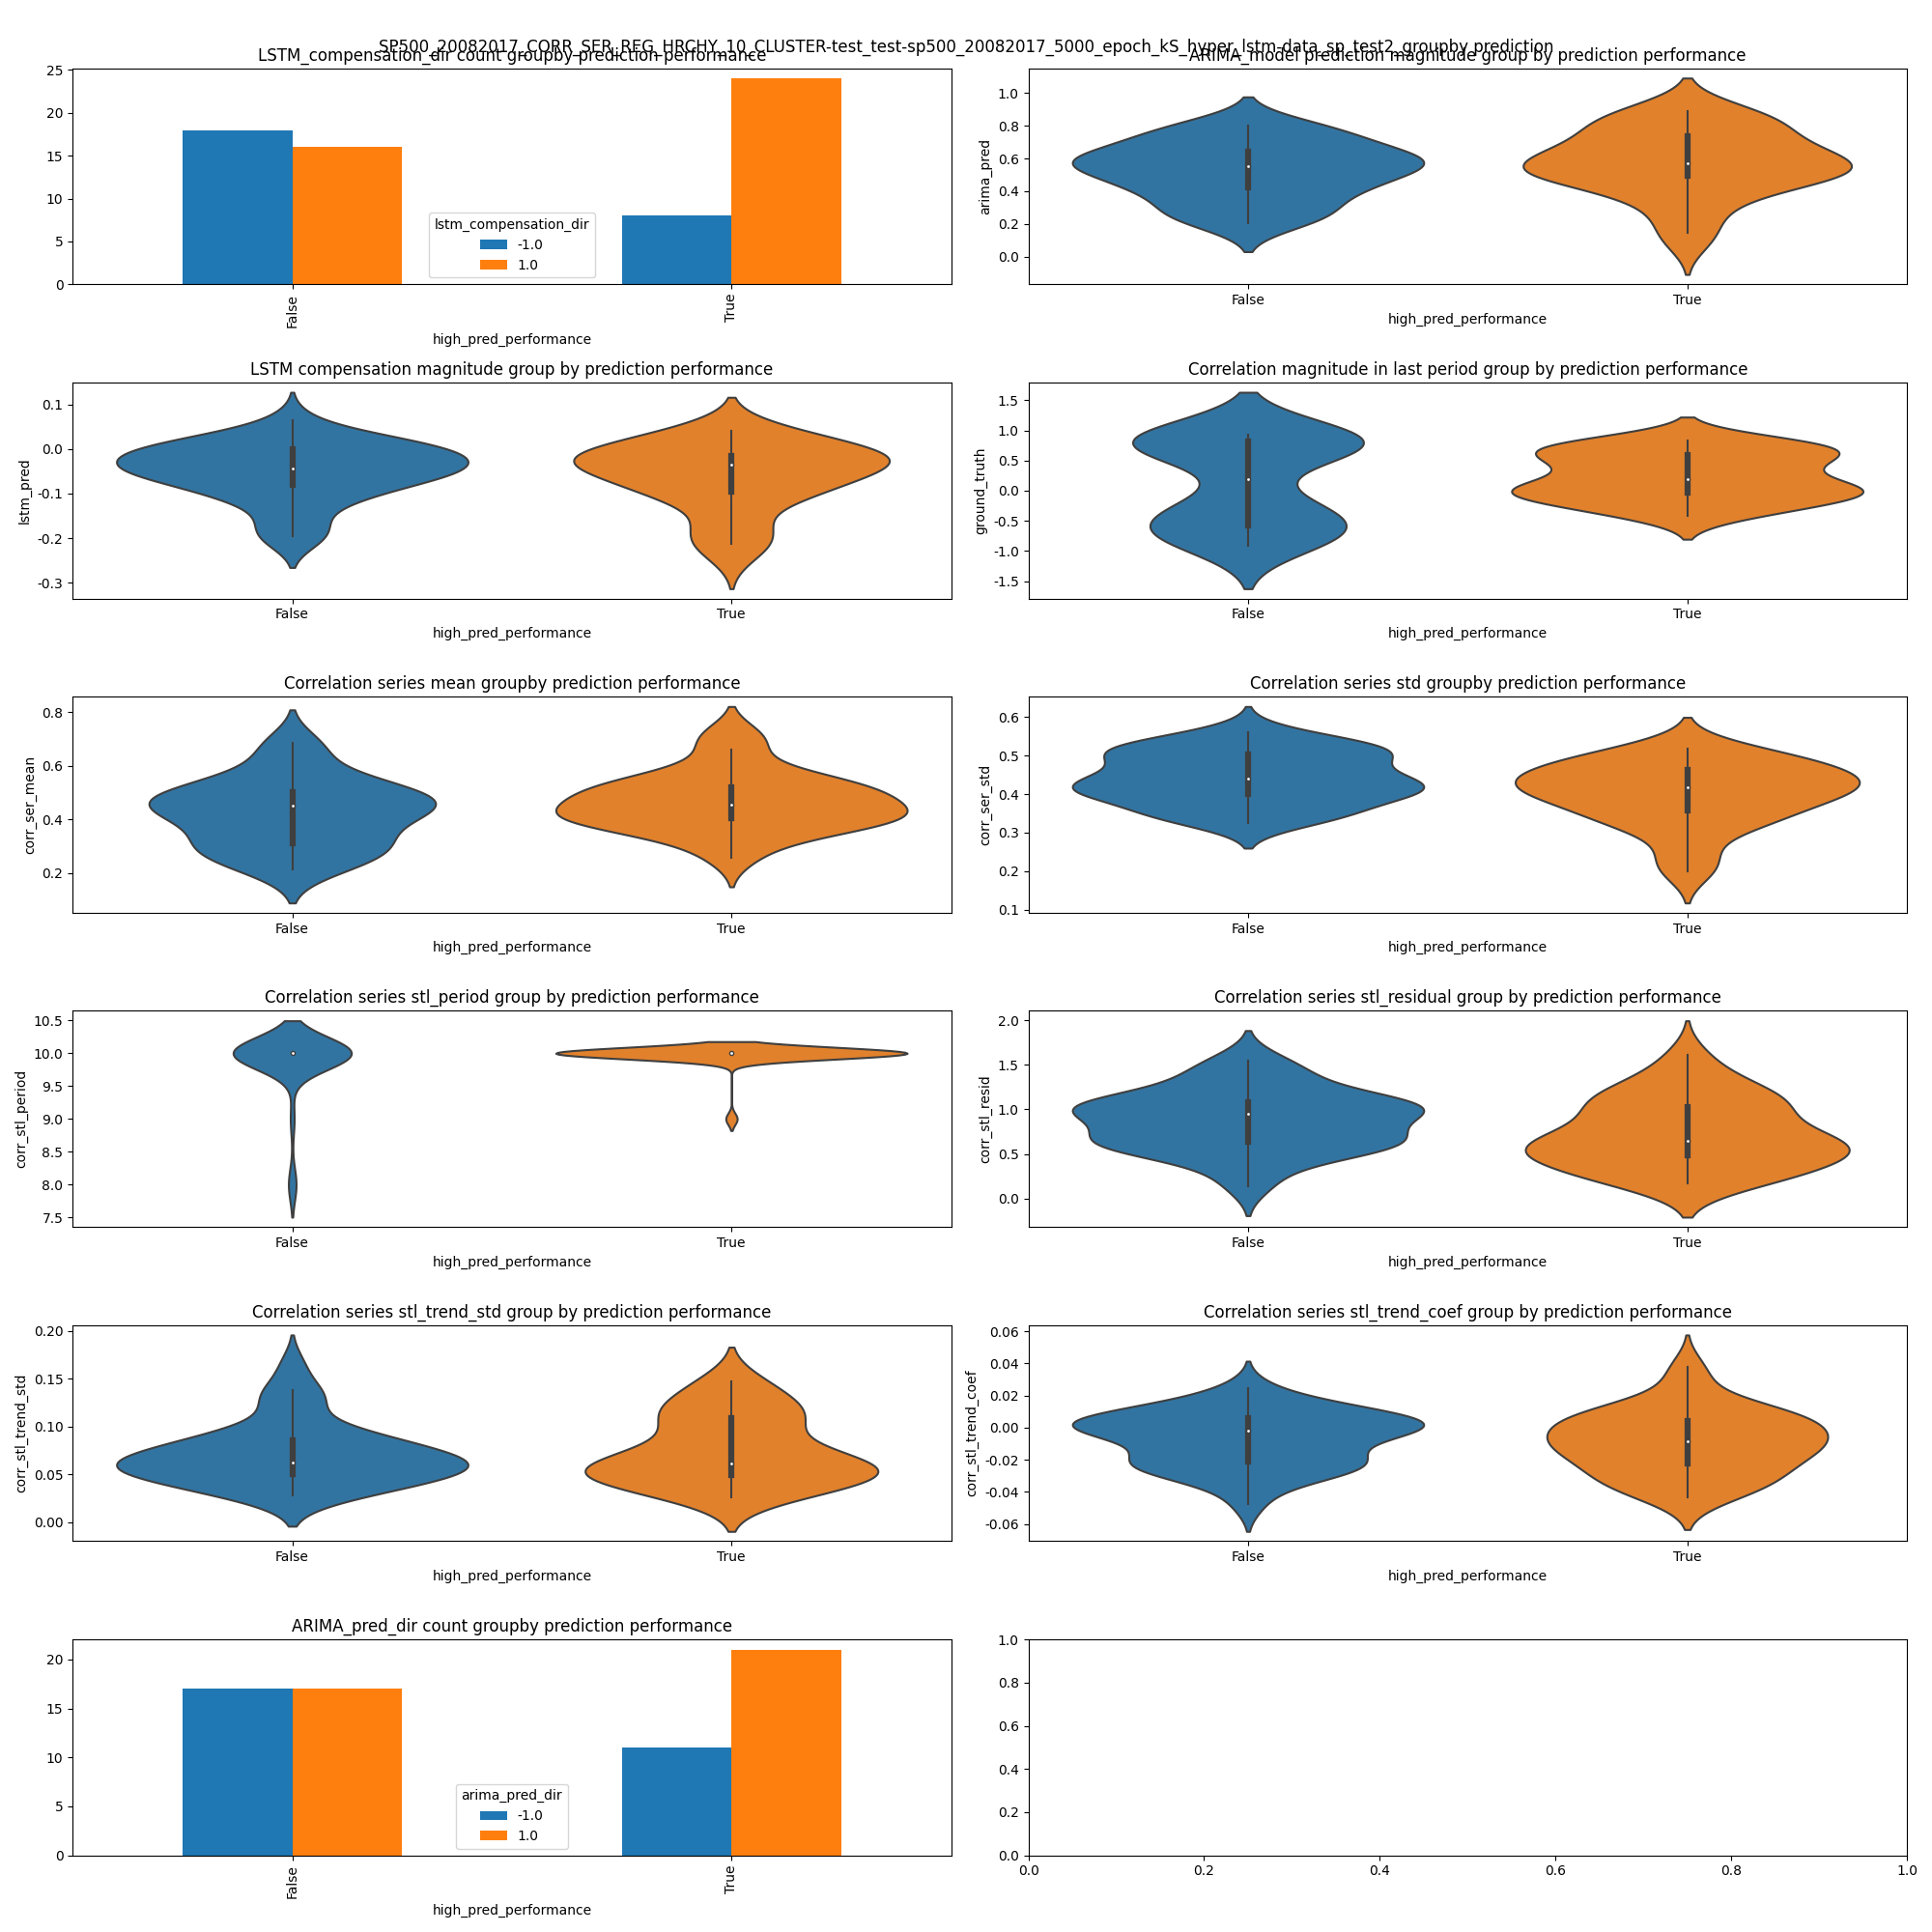 SP500_20082017_CORR_SER_REG_HRCHY_10_CLUSTER-test_test-sp500_20082017_5000_epoch_kS_hyper_lstm-data_sp_test2_groupby prediction
LSTM_compensation_dir count groupby prediction performance
25
20
15
10
5
0
lstm_compensation_dir
-1.0
1.0
False
True
high_pred_performance
ARIMA_model prediction magnitude group by prediction performance
arima_pred
1.0
0.8
0.6
0.4
0.2
0.0
False
True
high_pred_performance
LSTM compensation magnitude group by prediction performance
lstm_pred
0.1
0.0
-0.1
-0.2
-0.3
False
True
high_pred_performance
Correlation magnitude in last period group by prediction performance
ground_truth
1.5
1.0
0.5
0.0
-0.5
-1.0
-1.5
False
True
high_pred_performance
Correlation series mean groupby prediction performance
corr_ser_mean
0.8
0.6
0.4
0.2
False
True
high_pred_performance
Correlation series std groupby prediction performance
corr_ser_std
0.6
0.5
0.4
0.3
0.2
0.1
False
True
high_pred_performance
Correlation series stl_period group by prediction performance
corr_stl_period
10.5
10.0
9.5
9.0
8.5
8.0
7.5
False
True
high_pred_performance
Correlation series stl_residual group by prediction performance
corr_stl_resid
2.0
1.5
1.0
0.5
0.0
False
True
high_pred_performance
Correlation series stl_trend_std group by prediction performance
corr_stl_trend_std
0.20
0.15
0.10
0.05
0.00
False
True
high_pred_performance
Correlation series stl_trend_coef group by prediction performance
corr_stl_trend_coef
0.06
0.04
0.02
0.00
-0.02
-0.04
-0.06
False
True
high_pred_performance
ARIMA_pred_dir count groupby prediction performance
20
15
10
5
0
arima_pred_dir
-1.0
1.0
False
True
high_pred_performance
1.0
0.8
0.6
0.4
0.2
0.0
0.0
0.2
0.4
0.6
0.8
1.0